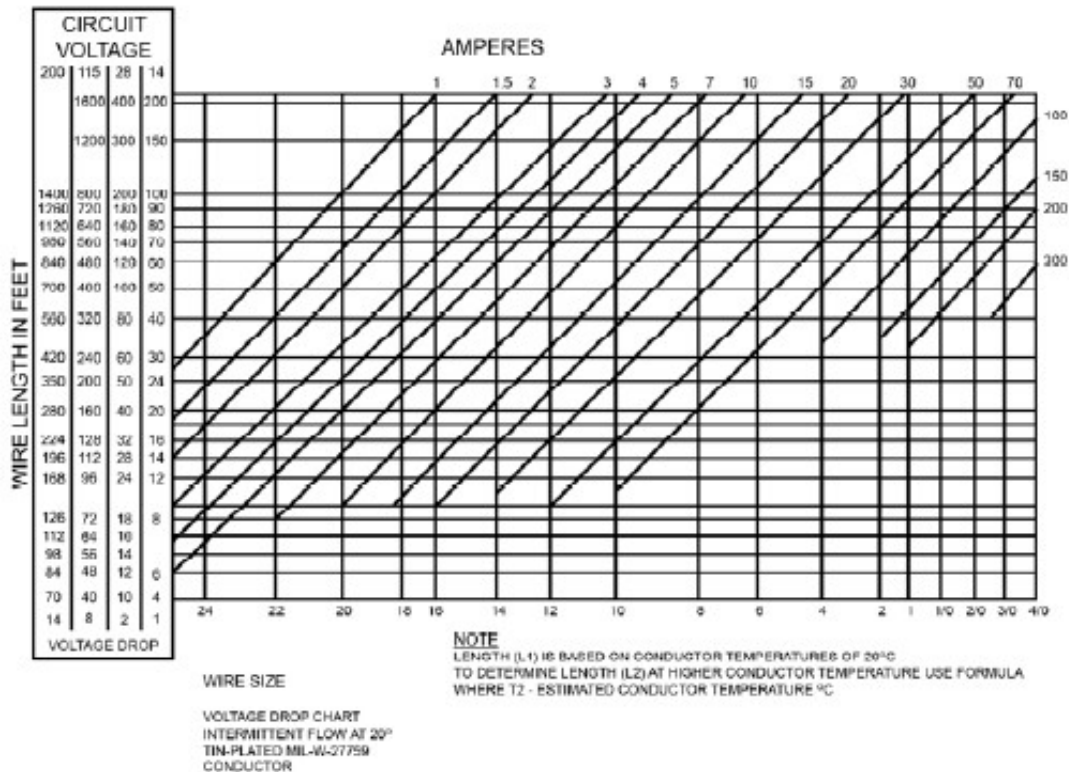 CIRCUIT
VOLTAGE
AMPERES
200 115 28 14
1 1.5 2 3 4 5 7 10 15 20 30 50 70
1600 400 200
100
1200 300 150
150
1400 800 200 100
1260 720 180 90
200
1120 640 160 80
560 140 70
840 480 120 60
700 400 100 50
560 320 80 40
420 240 60 30
350 200 50 24
280 160 40 20
224 128 32 16
196 112 28 14
168 96 24 12
126 72 18 8
112 64 16
98 56 14
84 48 12 6
70 40 10 4
14 8 2 1
VOLTAGE DROP
WIRE LENGTH IN FEET
24 22 20 18 16 14 12 10 8 6 4 2 1 1/0 2/0 3/0 4/0
NOTE
LENGTH (L1) IS BASED ON CONDUCTOR TEMPERATURES OF 20°C
TO DETERMINE LENGTH (L2) AT HIGHER CONDUCTOR TEMPERATURE USE FORMULA
WHERE T2 - ESTIMATED CONDUCTOR TEMPERATURE °C
WIRE SIZE
VOLTAGE DROP CHART
INTERMITTENT FLOW AT 20°
TIN-PLATED MIL-W-27759
CONDUCTOR